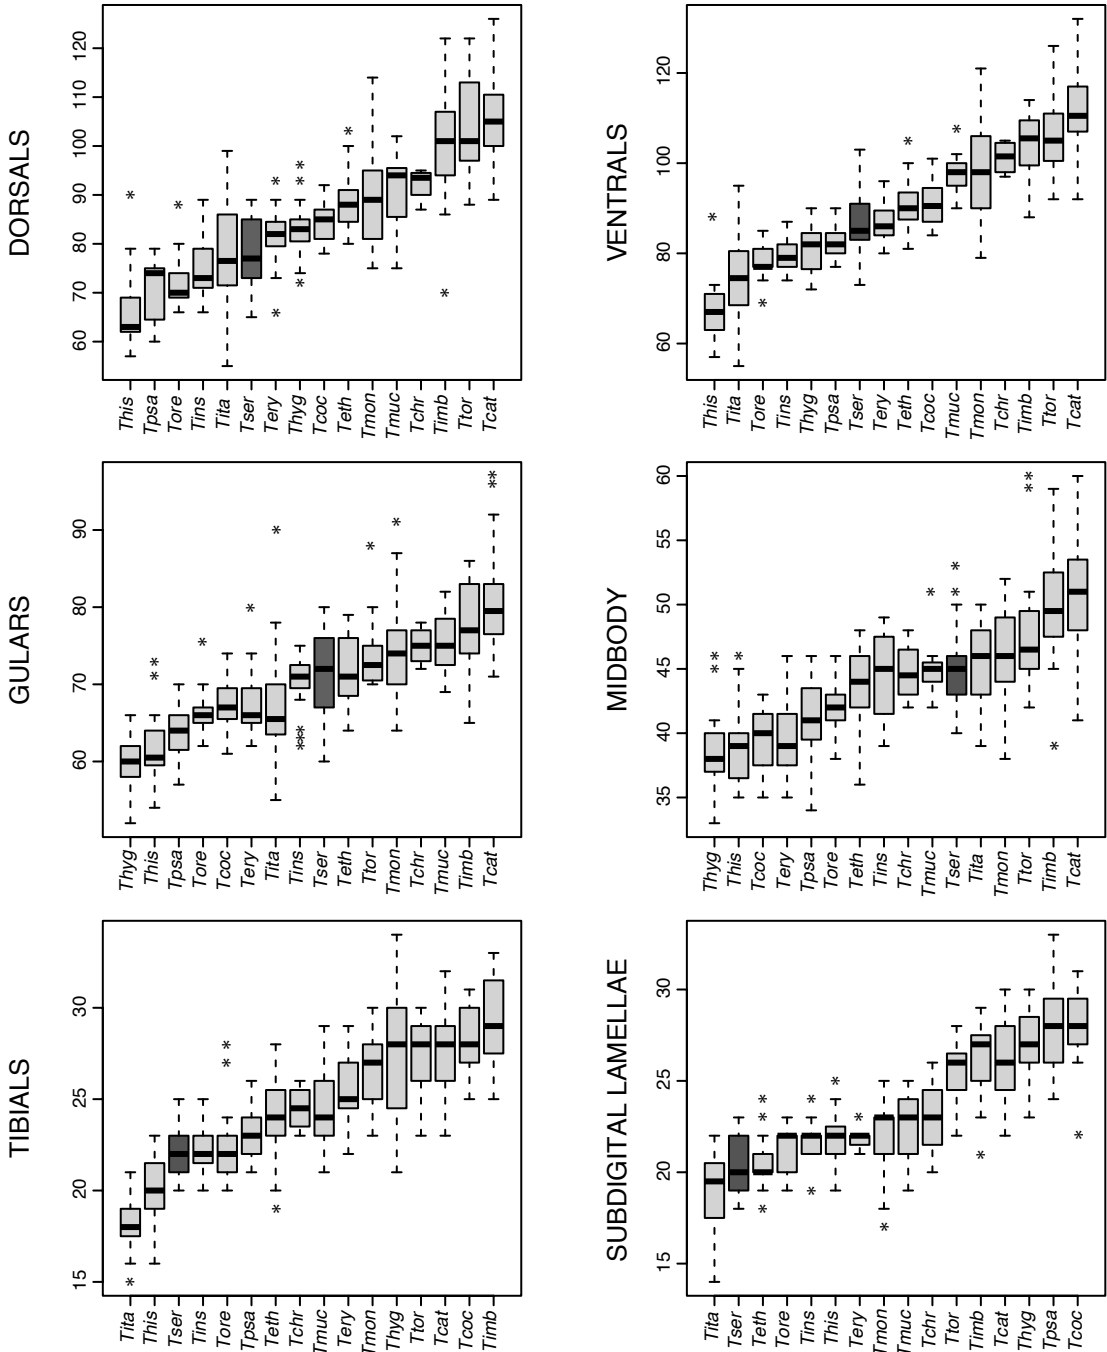 DORSALS
60 70 80 90 100 110 120
This Tpsa Tore Tins Tita Tser Tery Thyg Tcoc Teth Tmon Tmuc Tchr Timb Ttor Tcat
VENTRALS
60 80 100 120
This Tita Tore Tins Thyg Tpsa Tser Tery Teth Tcoc Tmuc Tmon Tchr Timb Ttor Tcat
GULARS
60 70 80 90
Thyg This Tpsa Tore Tcoc Tery Tita Tins Tser Teth Ttor Tmon Tchr Tmuc Timb Tcat
MIDBODY
35 40 45 50 55 60
Thyg This Tcoc Tery Tpsa Tore Teth Tins Tchr Tmuc Tser Tita Tmon Ttor Timb Tcat
TIBIALS
15 20 25 30
Tita This Tser Tins Tore Tpsa Teth Tchr Tmuc Tery Tmon Thyg Ttor Tcat Tcoc Timb
SUBDIGITAL LAMELLAE
15 20 25 30
Tita Tser Teth Tore Tins This Tery Tmon Tmuc Tchr Ttor Timb Tcat Thyg Tpsa Tcoc